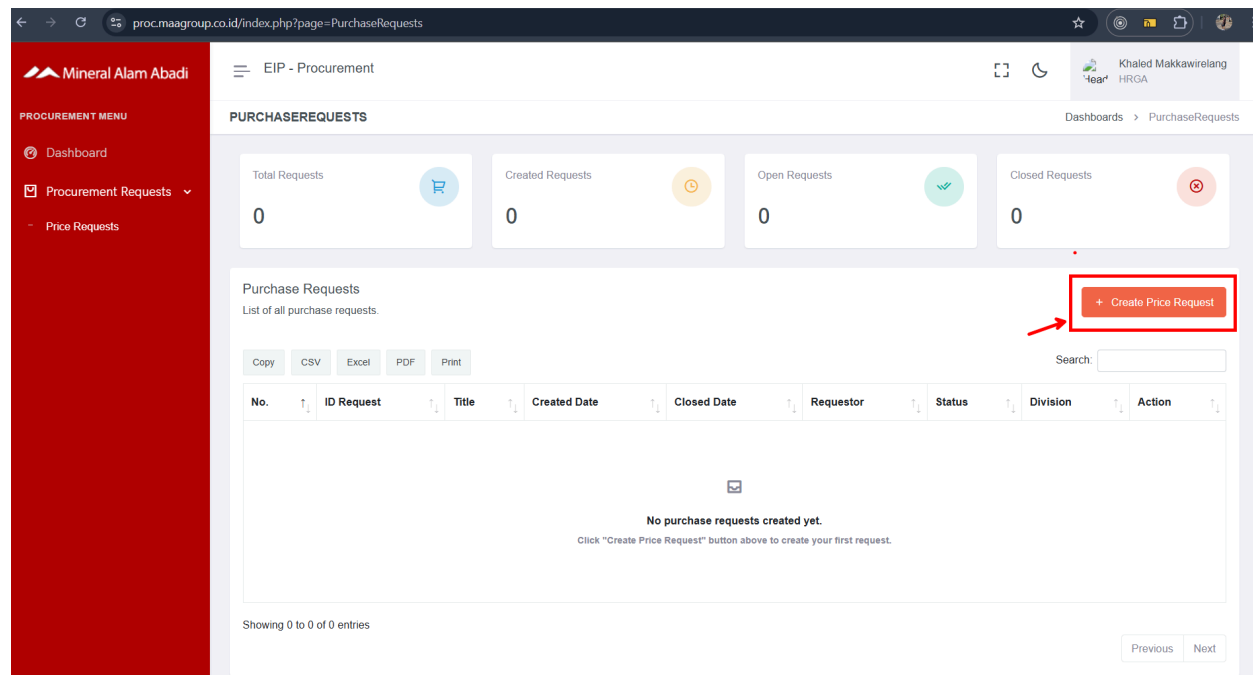 proc.maagroup.co.id/index.php?page=PurchaseRequests
Mineral Alam Abadi
EIP - Procurement
Khaled Makkawirelang
HRGA
Head
PROCUREMENT MENU
PURCHASEREQUESTS
Dashboards > PurchaseRequests
Dashboard
Procurement Requests
Price Requests
Total Requests
0
Created Requests
0
Open Requests
0
Closed Requests
0
Purchase Requests
List of all purchase requests.
+ Create Price Request
Copy CSV Excel PDF Print
Search:
No. ID Request Title Created Date Closed Date Requestor Status Division Action
No purchase requests created yet.
Click "Create Price Request" button above to create your first request.
Showing 0 to 0 of 0 entries
Previous Next